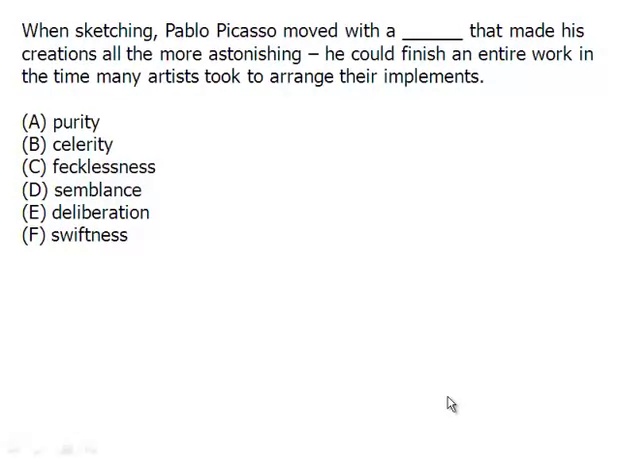 When sketching, Pablo Picasso moved with a ______ that made his
creations all the more astonishing – he could finish an entire work in
the time many artists took to arrange their implements.
(A) purity
(B) celerity
(C) fecklessness
(D) semblance
(E) deliberation
(F) swiftness